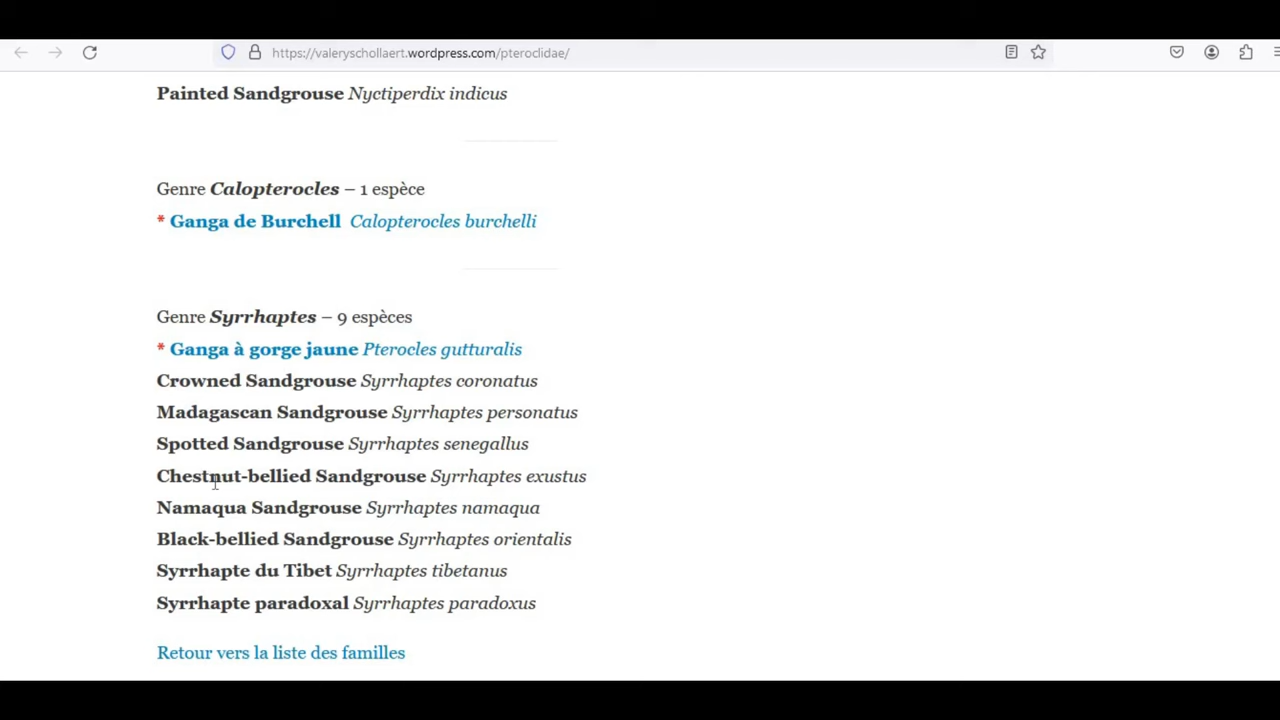 https://valeryschollaert.wordpress.com/pteroclidae/
Painted Sandgrouse Nyctiperdix indicus
Genre Calopterocles – 1 espèce
* Ganga de Burchell Calopterocles burchelli
Genre Syrrhaptes – 9 espèces
* Ganga à gorge jaune Pterocles gutturalis
Crowned Sandgrouse Syrrhaptes coronatus
Madagascan Sandgrouse Syrrhaptes personatus
Spotted Sandgrouse Syrrhaptes senegallus
Chestnut-bellied Sandgrouse Syrrhaptes exustus
Namaqua Sandgrouse Syrrhaptes namaqua
Black-bellied Sandgrouse Syrrhaptes orientalis
Syrrhapte du Tibet Syrrhaptes tibetanus
Syrrhapte paradoxal Syrrhaptes paradoxus
Retour vers la liste des familles